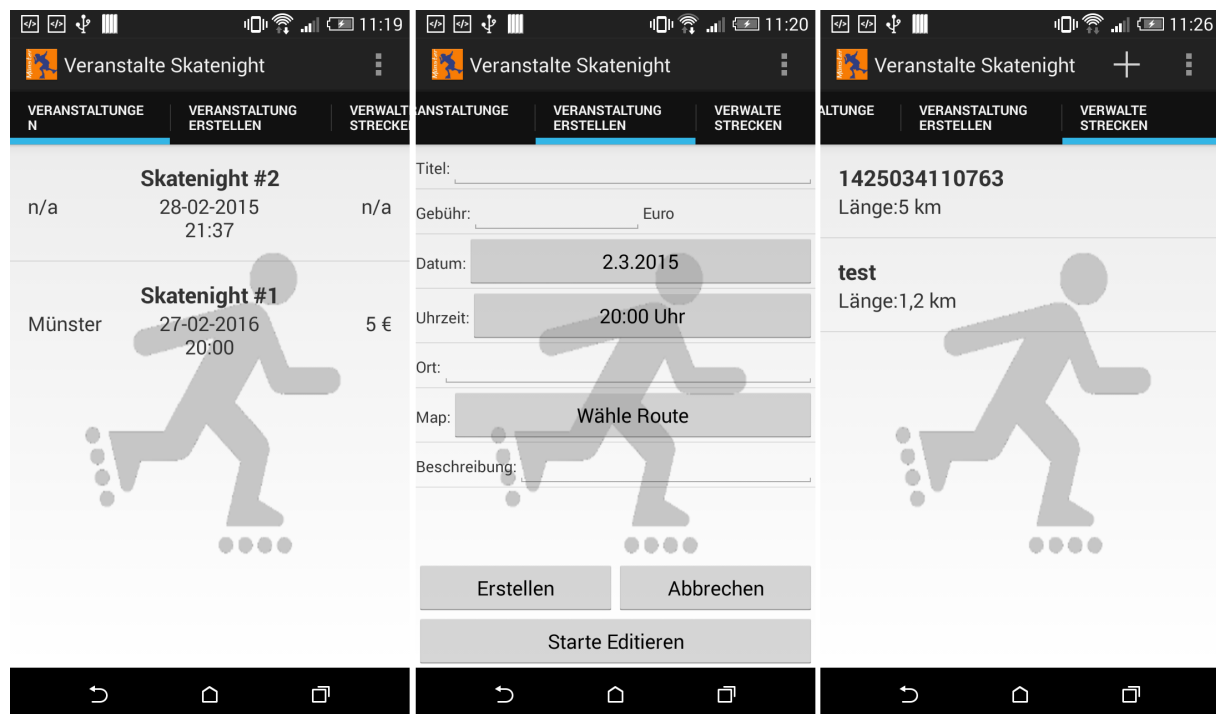 11:19
Veranstalte Skatenight
VERANSTALTUNGE
N
VERANSTALTUNG
ERSTELLEN
VERWALT
STRECKE
Skatenight #2
n/a
28-02-2015
n/a
21:37
Skatenight #1
Münster
27-02-2016
5 €
20:00
11:20
Veranstalte Skatenight
ANSTALTUNGE
VERANSTALTUNG
ERSTELLEN
VERWALTE
STRECKEN
Titel:
Gebühr:
Euro
Datum:
2.3.2015
Uhrzeit:
20:00 Uhr
Ort:
Map:
Wähle Route
Beschreibung:
Erstellen
Abbrechen
Starte Editieren
11:26
Veranstalte Skatenight
ALTUNGE
VERANSTALTUNG
ERSTELLEN
VERWALTE
STRECKEN
1425034110763
Länge:5 km
test
Länge:1,2 km